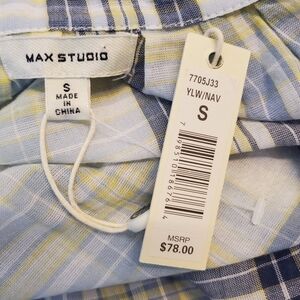 MAX STUDIO
S
MADE
IN
CHINA
7705J33
YLW/NAV
S
MSRP
$78.00